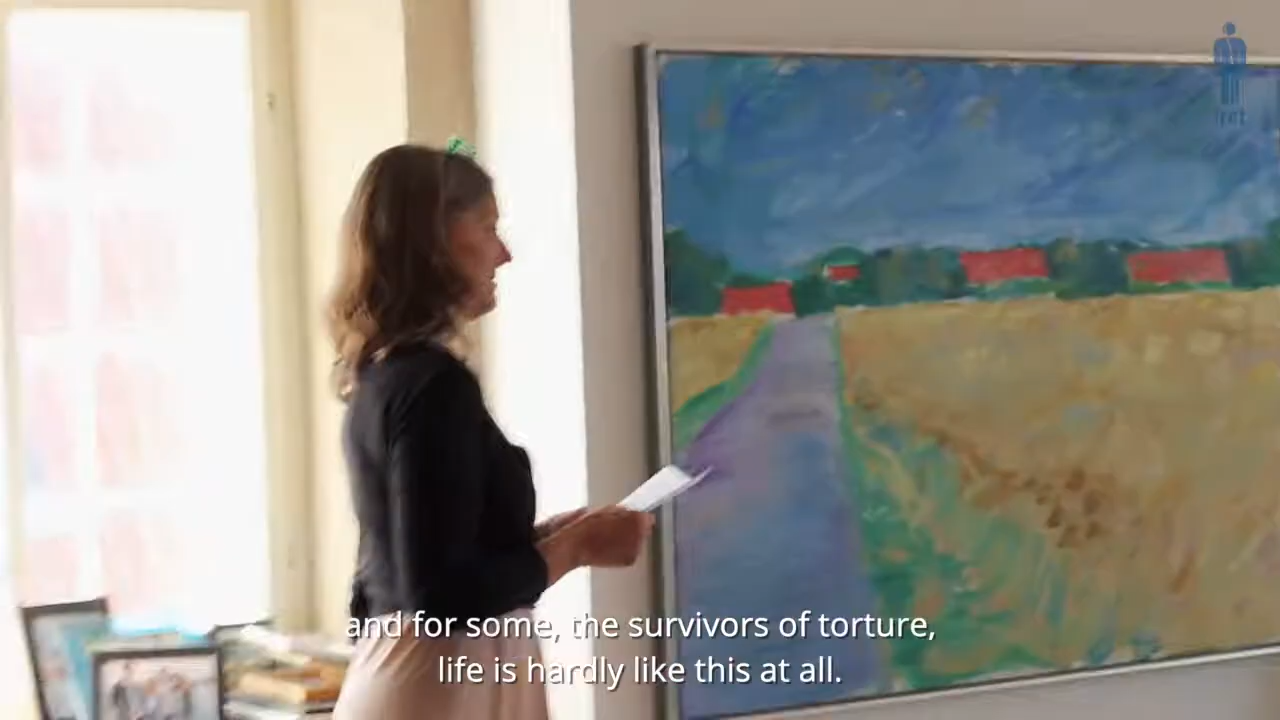 and for some, the survivors of torture,
life is hardly like this at all.